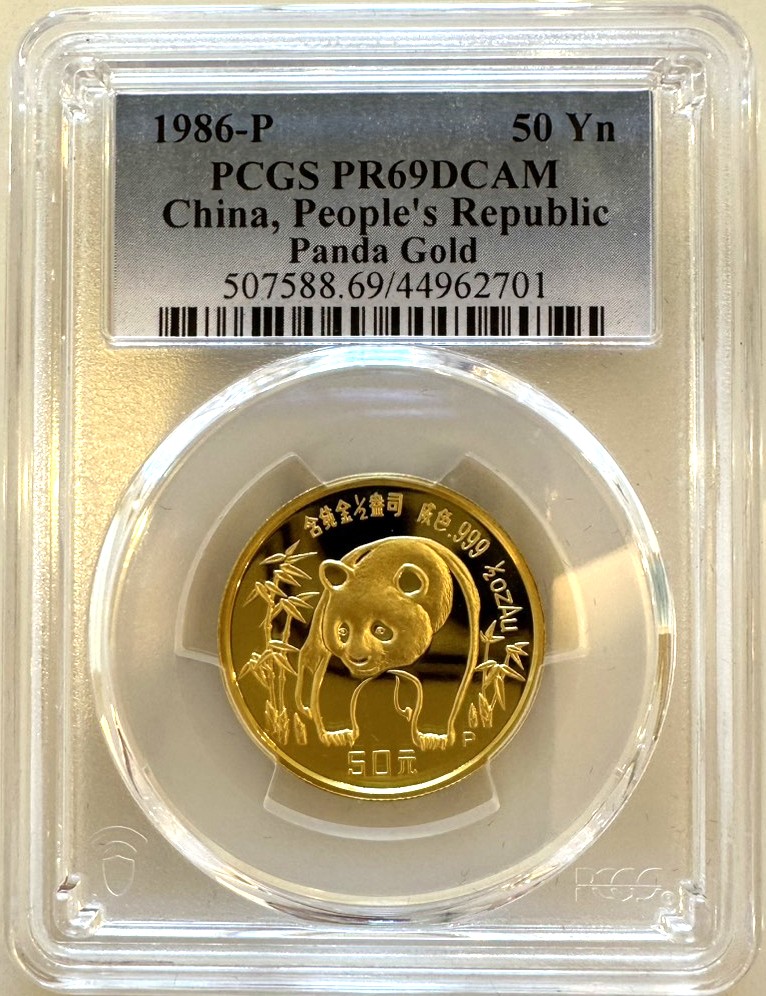 1986-P 50 Yn
PCGS PR69DCAM
China, People's Republic
Panda Gold
507588.69/44962701
含纯金½盎司 成色.999 ½ozAu
P
50元
PCGS